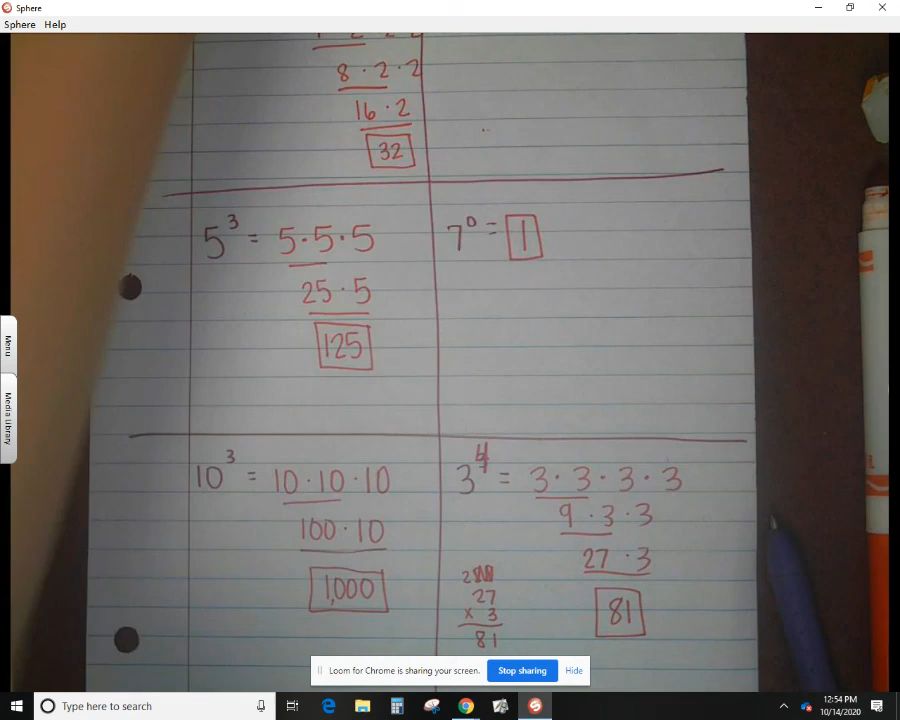 Sphere
Sphere Help
8 · 2 · 2
16 · 2
32
5³ = 5 · 5 · 5
25 · 5
125
7⁰ = 1
10³ = 10 · 10 · 10
100 · 10
1,000
3⁴ = 3 · 3 · 3 · 3
9 · 3 · 3
27 · 3
81
2
27
× 3
81
Menu
Media Library
Loom for Chrome is sharing your screen. Stop sharing Hide
Type here to search
12:54 PM
10/14/2020